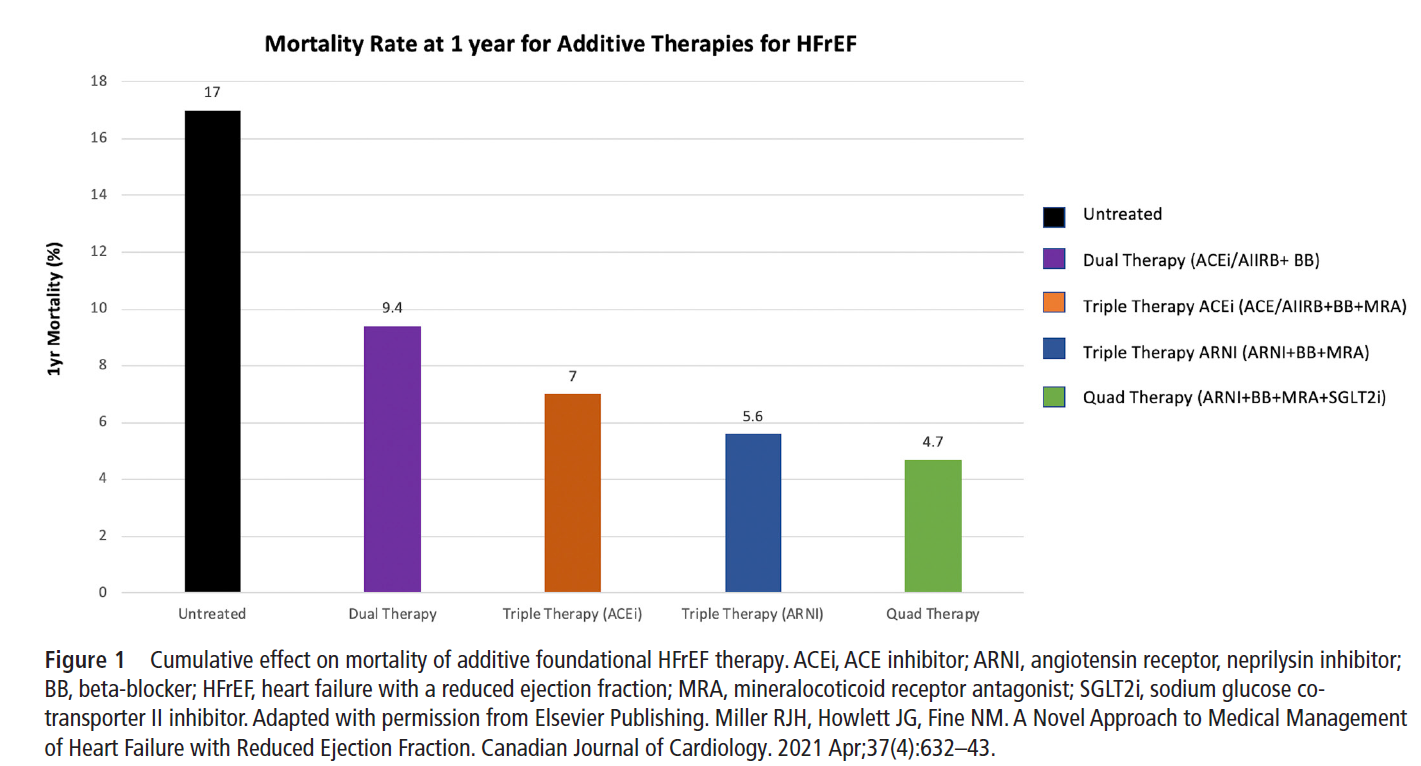 Mortality Rate at 1 year for Additive Therapies for HFrEF
1yr Mortality (%)
18
16
14
12
10
8
6
4
2
0
17
9.4
7
5.6
4.7
Untreated
Dual Therapy
Triple Therapy (ACEi)
Triple Therapy (ARNI)
Quad Therapy
Untreated
Dual Therapy (ACEi/AIIRB+ BB)
Triple Therapy ACEi (ACE/AIIRB+BB+MRA)
Triple Therapy ARNI (ARNI+BB+MRA)
Quad Therapy (ARNI+BB+MRA+SGLT2i)
Figure 1 Cumulative effect on mortality of additive foundational HFrEF therapy. ACEi, ACE inhibitor; ARNI, angiotensin receptor, neprilysin inhibitor;
BB, beta-blocker; HFrEF, heart failure with a reduced ejection fraction; MRA, mineralocoticoid receptor antagonist; SGLT2i, sodium glucose co-
transporter II inhibitor. Adapted with permission from Elsevier Publishing. Miller RJH, Howlett JG, Fine NM. A Novel Approach to Medical Management
of Heart Failure with Reduced Ejection Fraction. Canadian Journal of Cardiology. 2021 Apr;37(4):632–43.